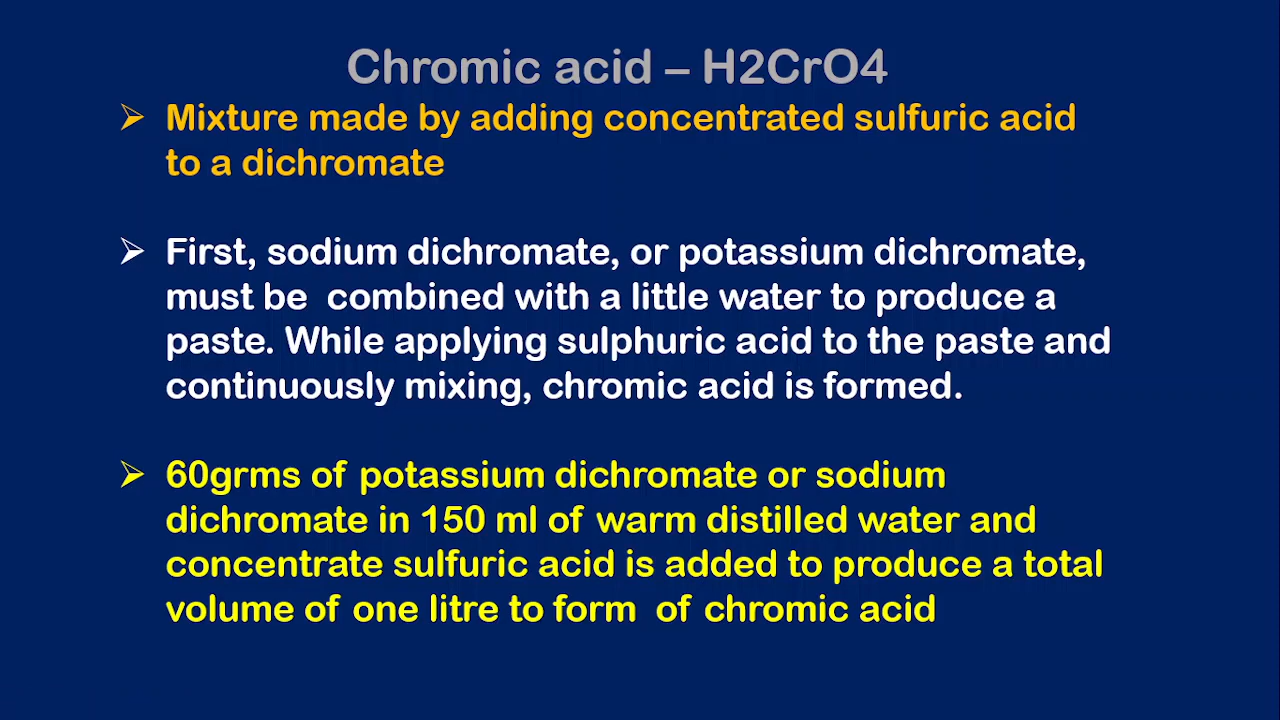 Chromic acid – H2CrO4
➢ Mixture made by adding concentrated sulfuric acid
to a dichromate
➢ First, sodium dichromate, or potassium dichromate,
must be combined with a little water to produce a
paste. While applying sulphuric acid to the paste and
continuously mixing, chromic acid is formed.
➢ 60grms of potassium dichromate or sodium
dichromate in 150 ml of warm distilled water and
concentrate sulfuric acid is added to produce a total
volume of one litre to form of chromic acid